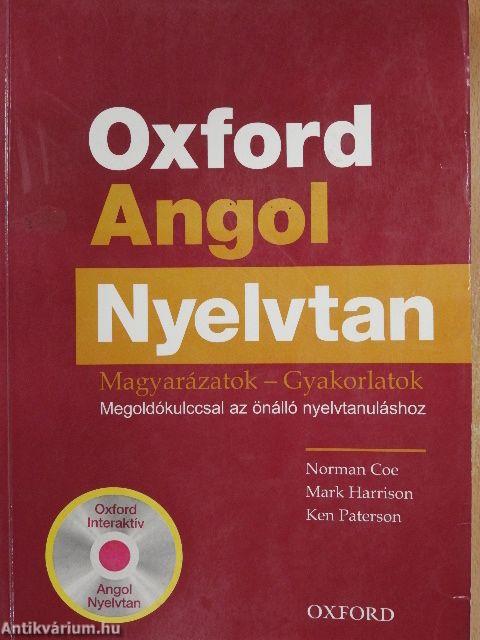 Oxford
Angol
Nyelvtan
Magyarázatok – Gyakorlatok
Megoldókulccsal az önálló nyelvtanuláshoz
Norman Coe
Mark Harrison
Ken Paterson
Oxford
Interaktív
Angol
Nyelvtan
OXFORD
Antikvárium.hu